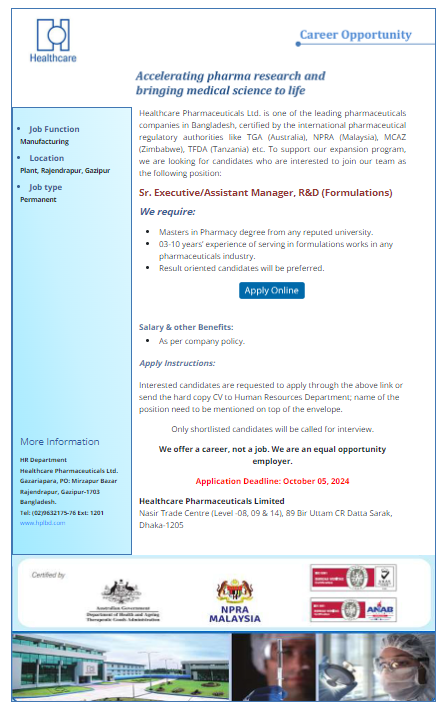 Healthcare
Career Opportunity
Accelerating pharma research and
bringing medical science to life
Job Function
Manufacturing
Location
Plant, Rajendrapur, Gazipur
Job type
Permanent
Healthcare Pharmaceuticals Ltd. is one of the leading pharmaceuticals
companies in Bangladesh, certified by the international pharmaceutical
regulatory authorities like TGA (Australia), NPRA (Malaysia), MCAZ
(Zimbabwe), TFDA (Tanzania) etc. To support our expansion program,
we are looking for candidates who are interested to join our team as
the following position:
Sr. Executive/Assistant Manager, R&D (Formulations)
We require:
Masters in Pharmacy degree from any reputed university.
03-10 years' experience of serving in formulations works in any
pharmaceuticals industry.
Result oriented candidates will be preferred.
Apply Online
Salary & other Benefits:
As per company policy.
Apply Instructions:
Interested candidates are requested to apply through the above link or
send the hard copy CV to Human Resources Department; name of the
position need to be mentioned on top of the envelope.
Only shortlisted candidates will be called for interview.
We offer a career, not a job. We are an equal opportunity
employer.
Application Deadline: October 05, 2024
Healthcare Pharmaceuticals Limited
Nasir Trade Centre (Level -08, 09 & 14), 89 Bir Uttam CR Datta Sarak,
Dhaka-1205
More Information
HR Department
Healthcare Pharmaceuticals Ltd.
Gazariapara, PO: Mirzapur Bazar
Rajendrapur, Gazipur-1703
Bangladesh.
Tel: (02)9632175-76 Ext: 1201
www.hplbd.com
Certified by
Australian Government
Department of Health and Ageing
Therapeutic Goods Administration
NPRA
MALAYSIA
ANAB